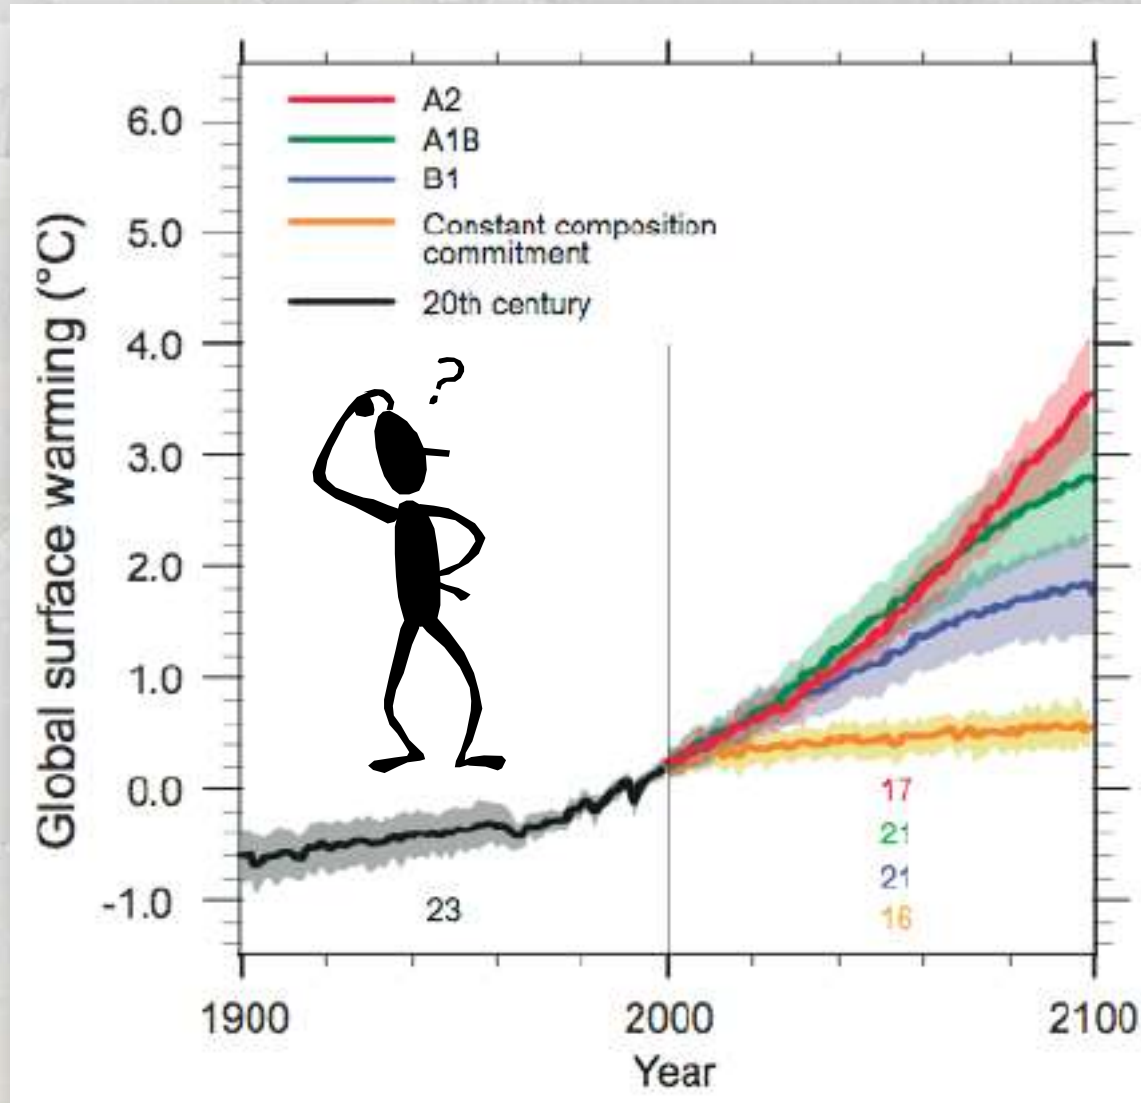 A2
A1B
B1
Constant composition
commitment
20th century
?
Global surface warming (°C)
6.0
5.0
4.0
3.0
2.0
1.0
0.0
-1.0
17
21
21
16
23
1900
2000
2100
Year